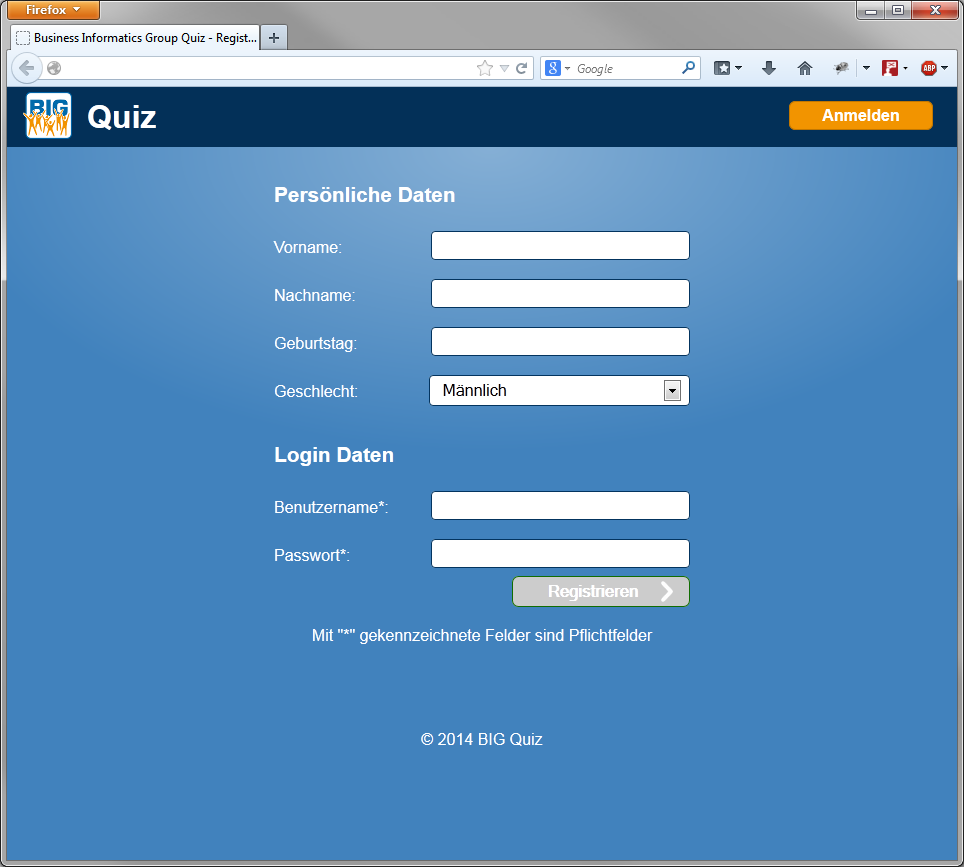 Firefox
Business Informatics Group Quiz - Regist...
Google
ABP
BIG
Quiz
Anmelden
Persönliche Daten
Vorname:
Nachname:
Geburtstag:
Geschlecht: Männlich
Login Daten
Benutzername*:
Passwort*:
Registrieren
Mit "*" gekennzeichnete Felder sind Pflichtfelder
© 2014 BIG Quiz